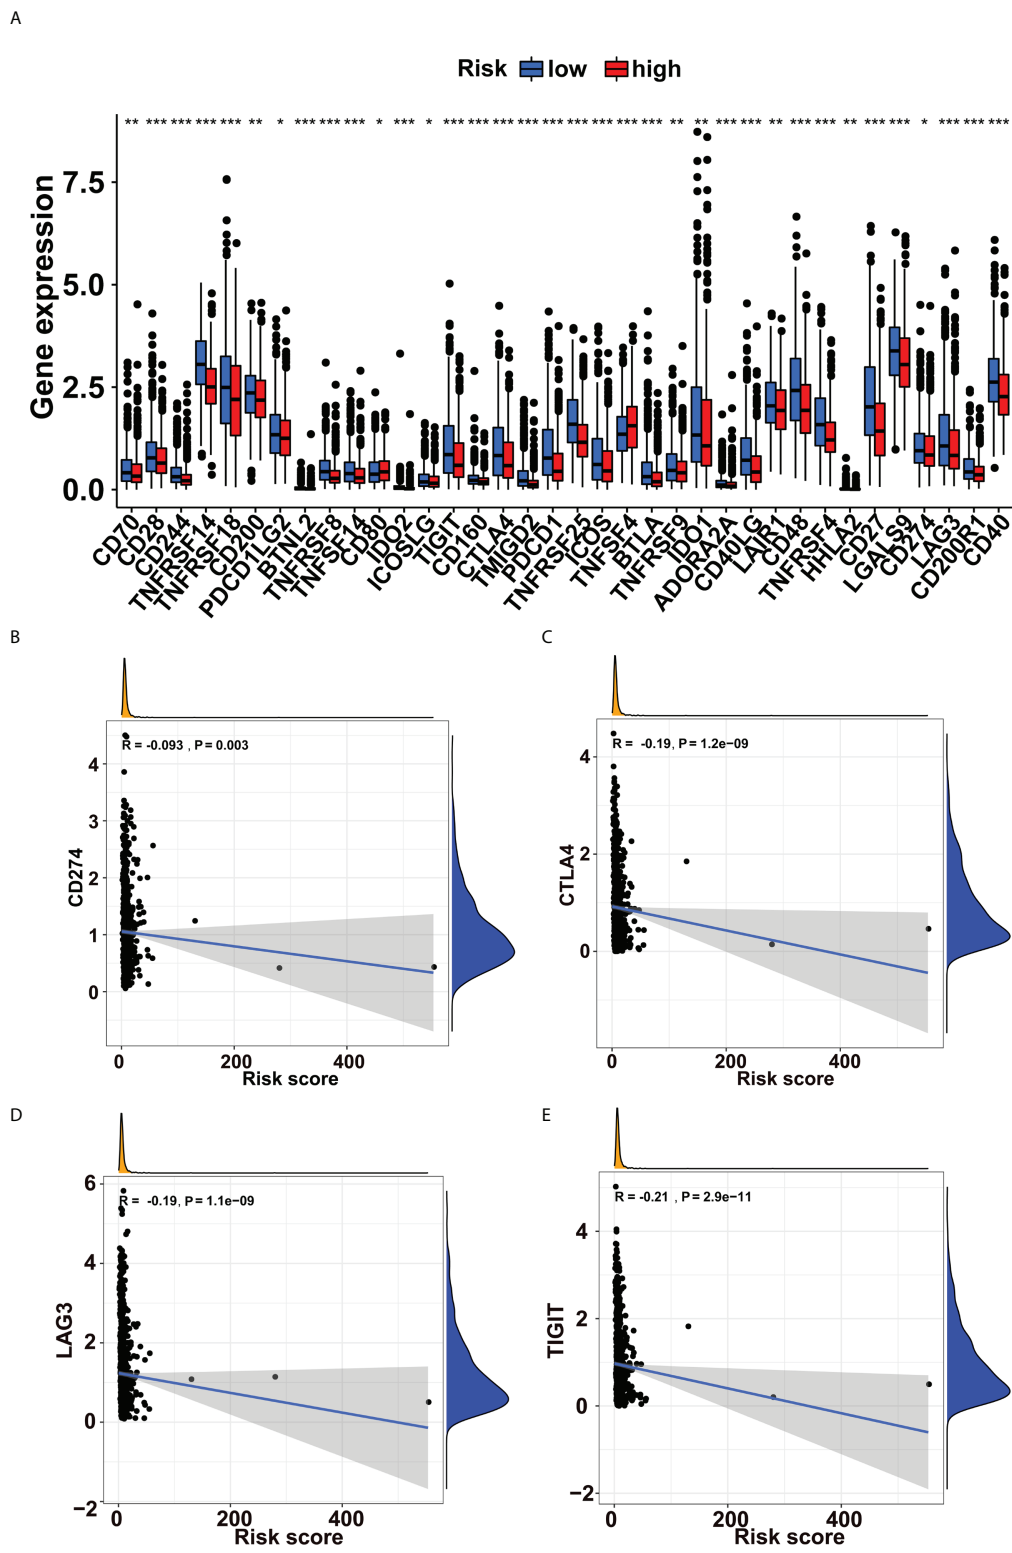 A
Risk low high
** *** *** *** *** ** * *** *** *** * *** * *** *** *** *** *** *** *** *** *** ** ** *** *** ** *** *** ** *** *** * *** *** ***
Gene expression
7.5
5.0
2.5
0.0
CD70
CD28
CD244
TNFRSF14
TNFRSF18
CD200
PDCD1LG2
BTNL2
TNFRSF8
TNFSF14
CD80
IDO2
ICOSLG
TIGIT
CD160
CTLA4
TMIGD2
PDCD1
TNFRSF25
ICOS
TNFSF4
BTLA
TNFRSF9
IDO1
ADORA2A
CD40LG
LAIR1
CD48
TNFRSF4
HHLA2
CD27
LGALS9
CD274
LAG3
CD200R1
CD40
B
R = -0.093 , P = 0.003
CD274
4
3
2
1
0
0 200 400
Risk score
C
R = -0.19, P = 1.2e−09
CTLA4
4
2
0
0 200 400
Risk score
D
R = -0.19, P = 1.1e−09
LAG3
6
4
2
0
−2
0 200 400
Risk score
E
R = -0.21 , P = 2.9e−11
TIGIT
4
2
0
−2
0 200 400
Risk score